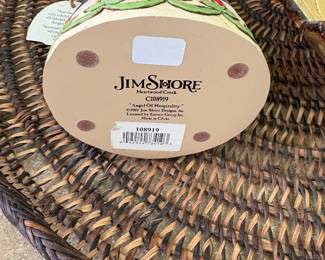 JIM SHORE
Heartwood Creek
C108919
"Angel Of Hospitality"
©2002 Jim Shore Designs, Inc.
Licensed by Enesco Group Inc.
Made in China
108919